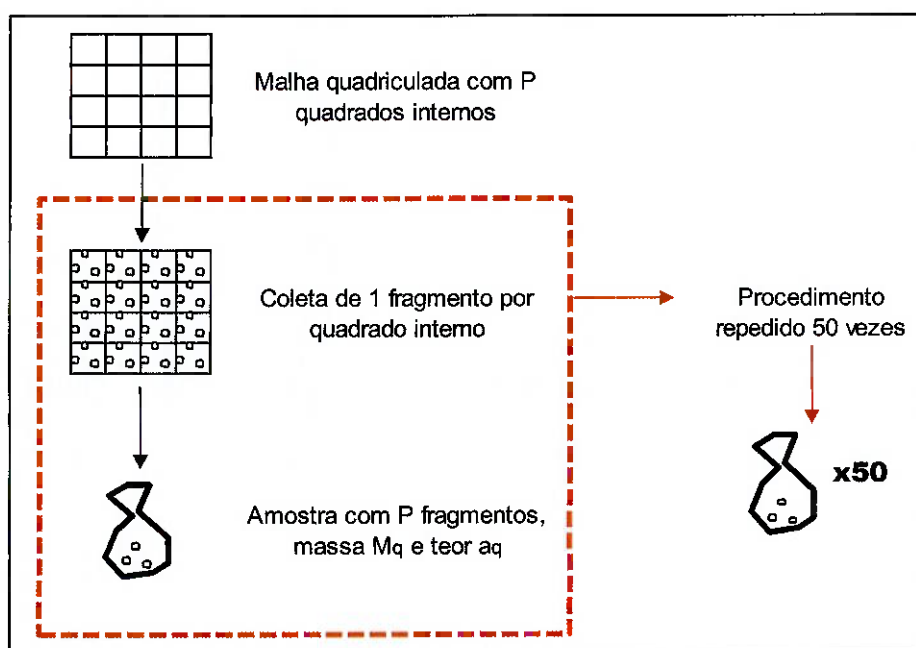 Malha quadriculada com P
quadrados internos
Coleta de 1 fragmento por
quadrado interno
Procedimento
repedido 50 vezes
x50
Amostra com P fragmentos,
massa Mq e teor aq